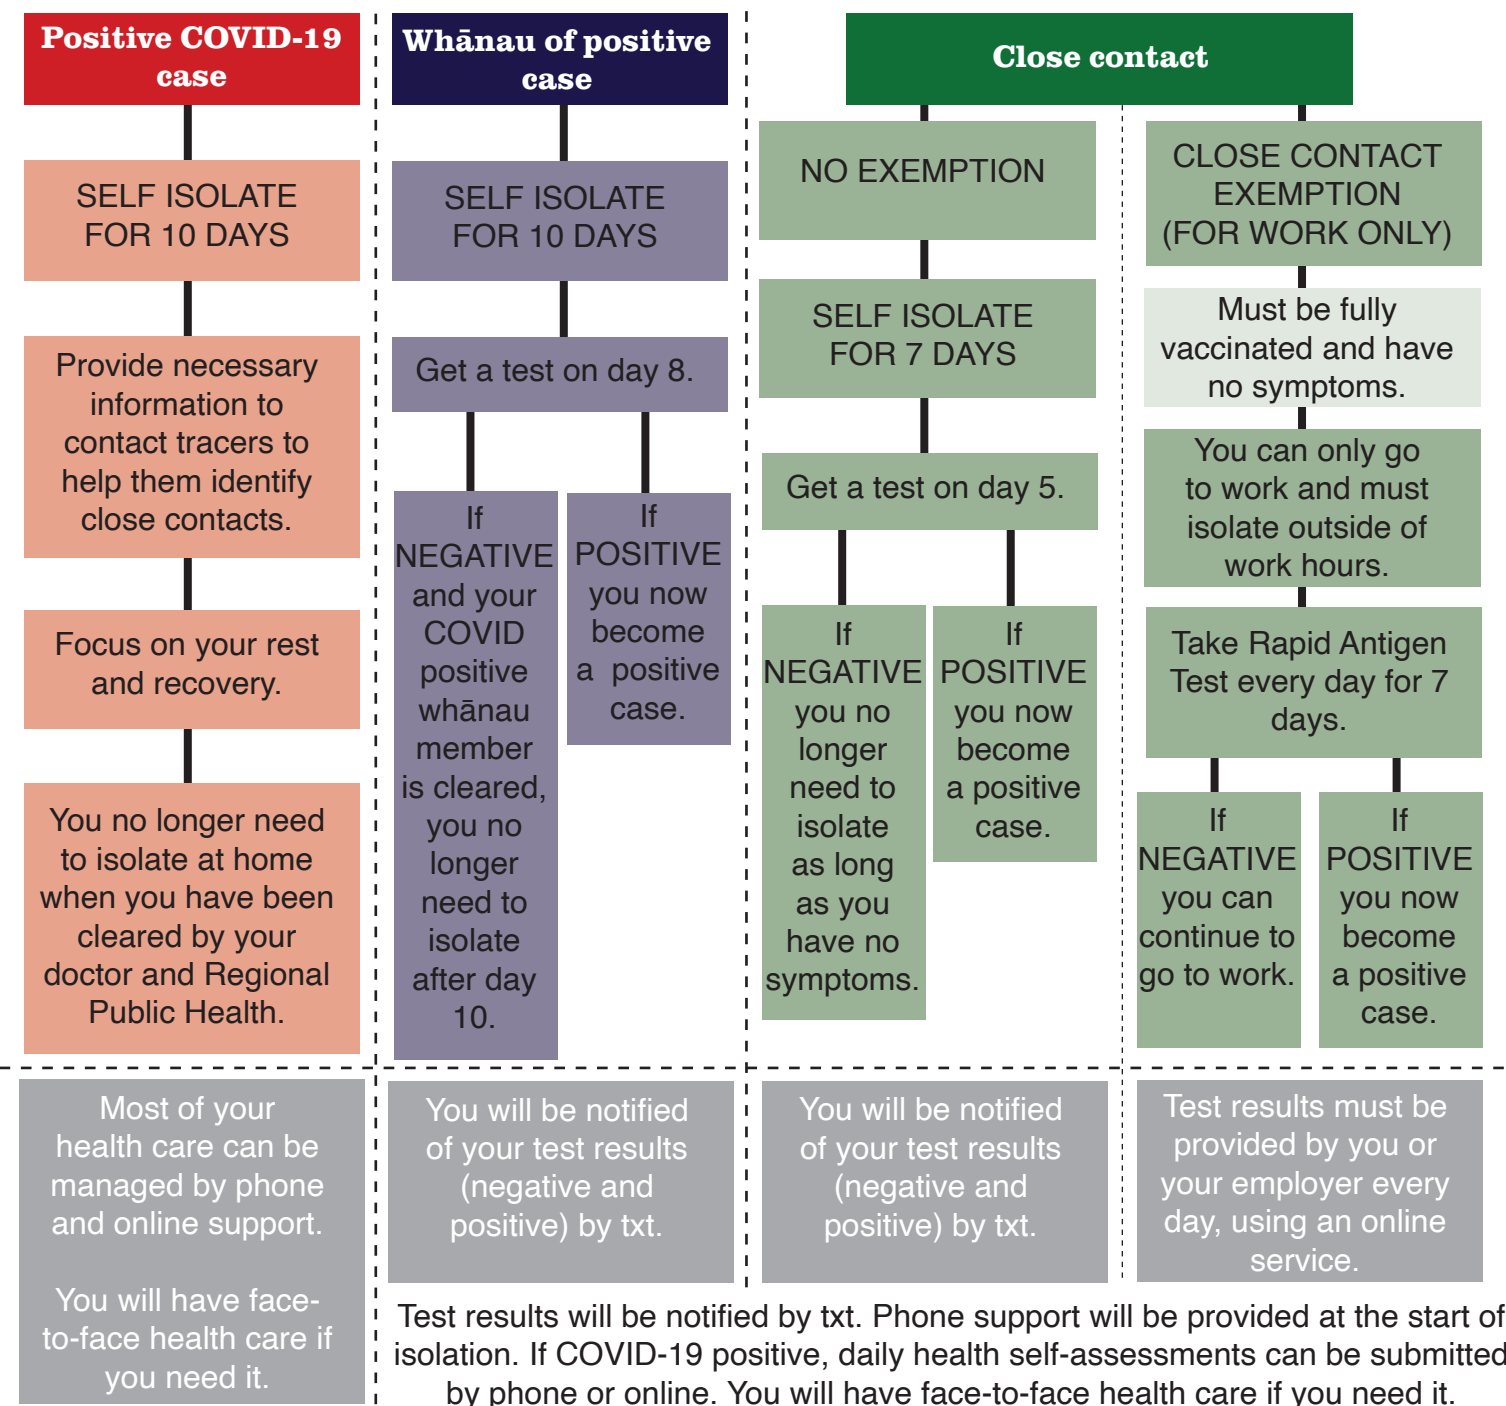 Positive COVID-19
case
SELF ISOLATE
FOR 10 DAYS
Provide necessary
information to
contact tracers to
help them identify
close contacts.
Focus on your rest
and recovery.
You no longer need
to isolate at home
when you have been
cleared by your
doctor and Regional
Public Health.
Most of your
health care can be
managed by phone
and online support.
You will have face-
to-face health care if
you need it.
Whānau of positive
case
SELF ISOLATE
FOR 10 DAYS
Get a test on day 8.
If
NEGATIVE
and your
COVID
positive
whānau
member
is cleared,
you no
longer
need to
isolate
after day
10.
If
POSITIVE
you now
become
a positive
case.
You will be notified
of your test results
(negative and
positive) by txt.
Close contact
NO EXEMPTION
SELF ISOLATE
FOR 7 DAYS
Get a test on day 5.
If
NEGATIVE
you no
longer
need to
isolate
as long
as you
have no
symptoms.
If
POSITIVE
you now
become
a positive
case.
You will be notified
of your test results
(negative and
positive) by txt.
CLOSE CONTACT
EXEMPTION
(FOR WORK ONLY)
Must be fully
vaccinated and have
no symptoms.
You can only go
to work and must
isolate outside of
work hours.
Take Rapid Antigen
Test every day for 7
days.
If
NEGATIVE
you can
continue to
go to work.
If
POSITIVE
you now
become
a positive
case.
Test results must be
provided by you or
your employer every
day, using an online
service.
Test results will be notified by txt. Phone support will be provided at the start of
isolation. If COVID-19 positive, daily health self-assessments can be submitted
by phone or online. You will have face-to-face health care if you need it.